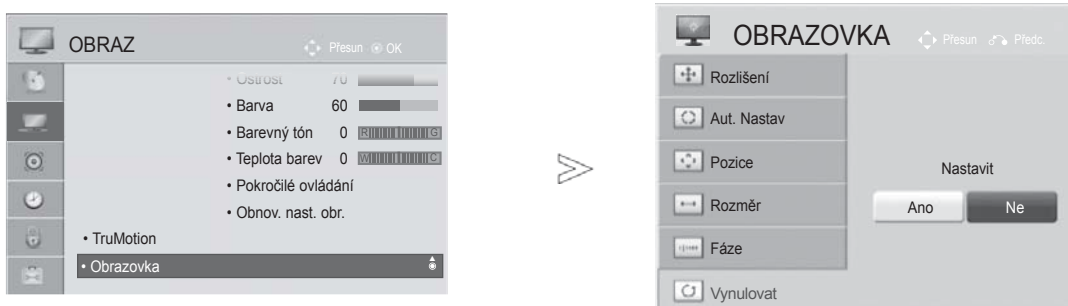 OBRAZ
Přesun OK
• Ostrost 70
• Barva 60
• Barevný tón 0 R G
• Teplota barev 0 W C
• Pokročilé ovládání
• Obnov. nast. obr.
• TruMotion
• Obrazovka
OBRAZOVKA
Přesun Předc.
Rozlišení
Aut. Nastav
Pozice
Rozměr
Fáze
Vynulovat
Nastavit
Ano Ne